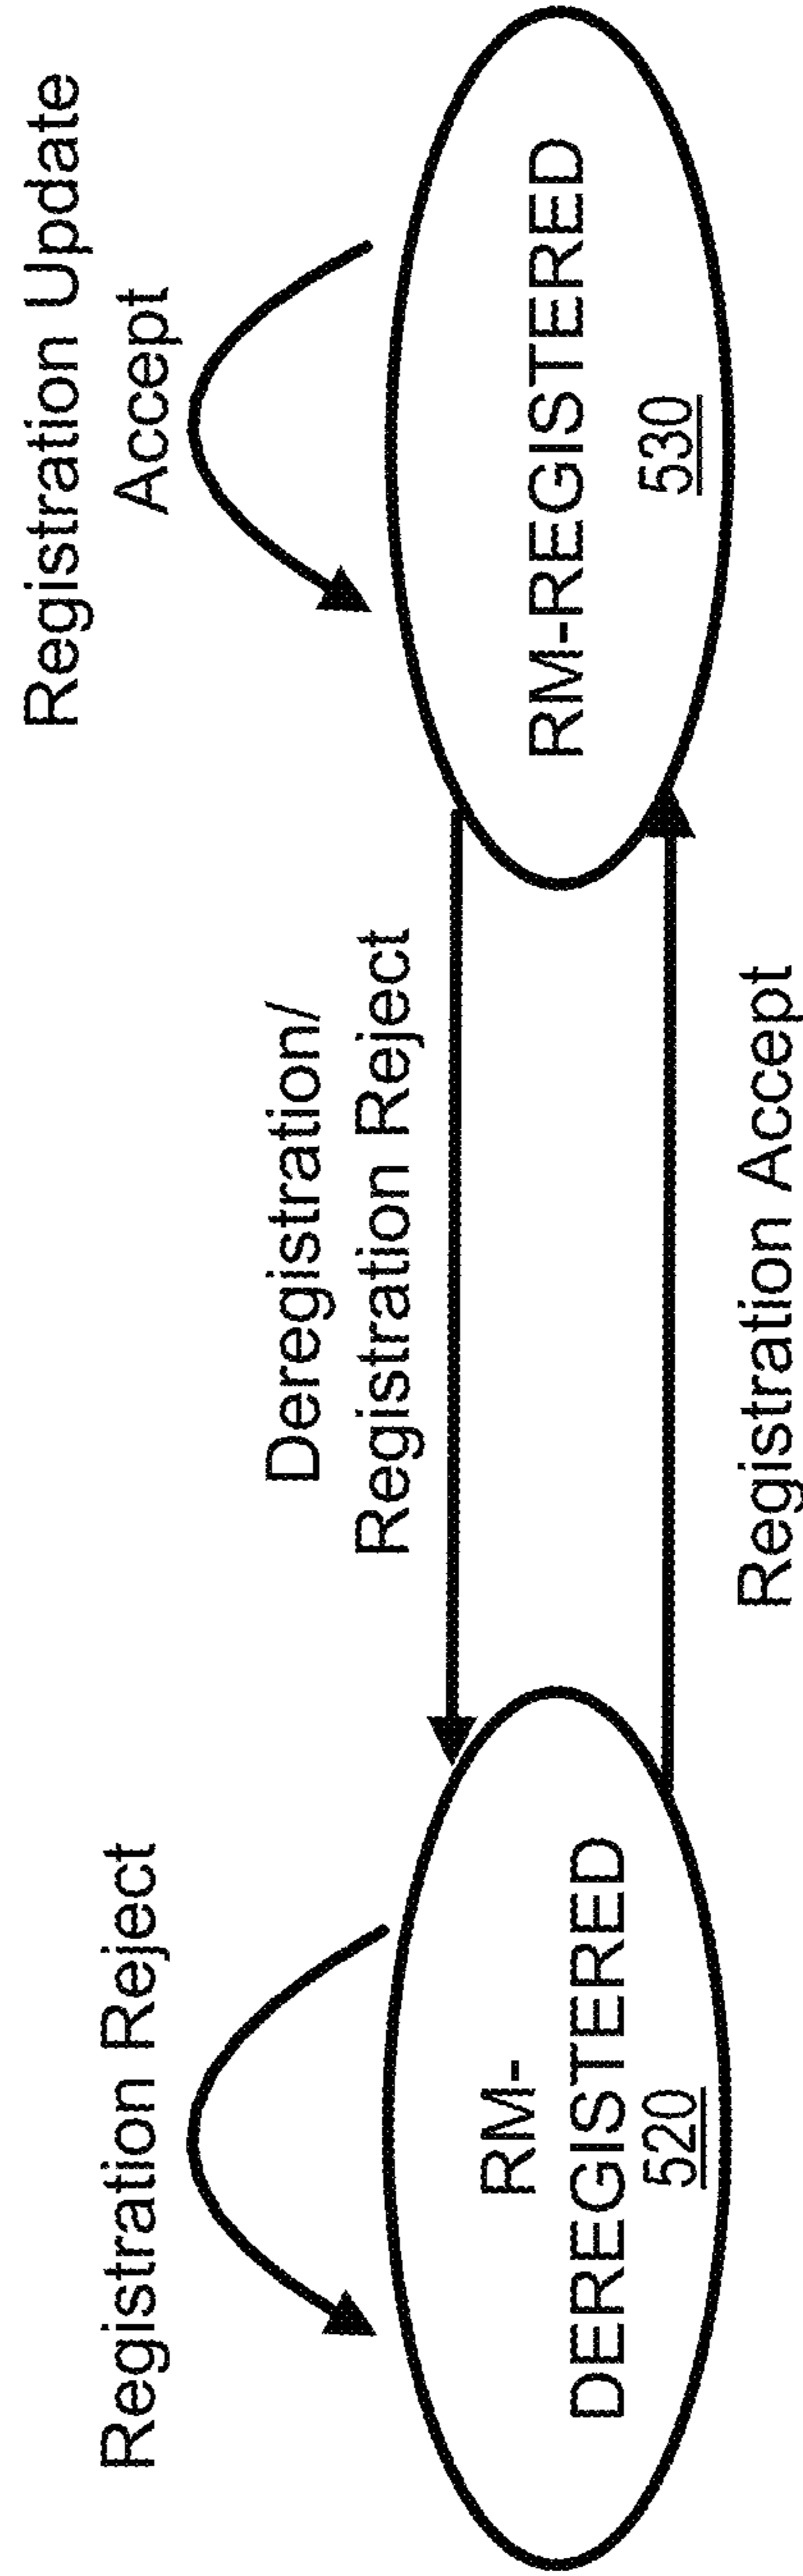 Registration Reject
RM-
DEREGISTERED
520
Deregistration/
Registration Reject
Registration Accept
Registration Update
Accept
RM-REGISTERED
530